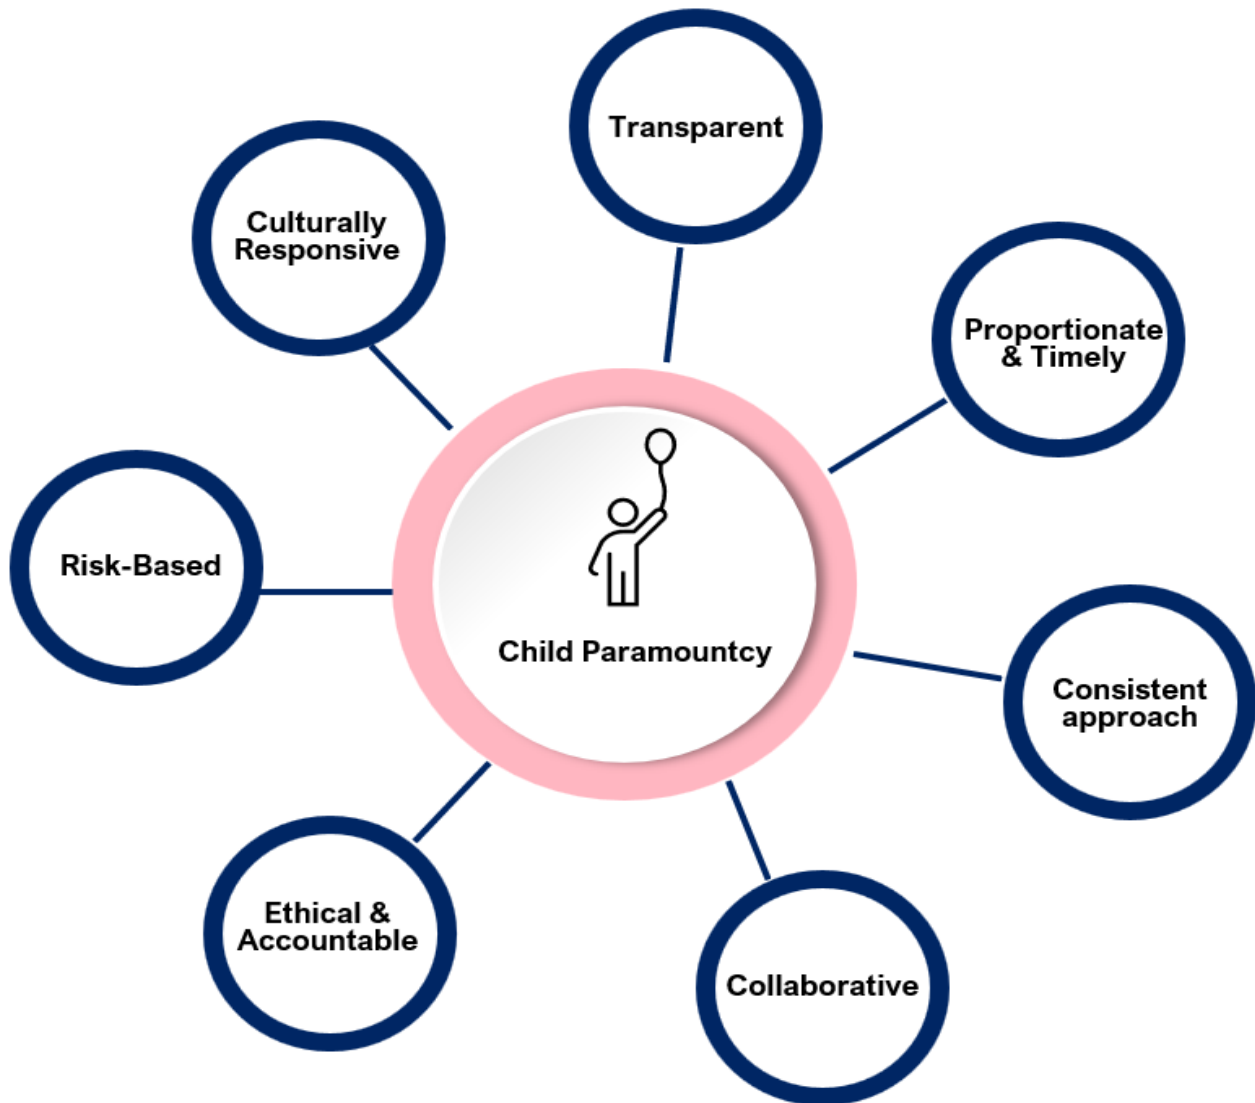 Transparent
Culturally
Responsive
Proportionate
& Timely
Risk-Based
Child Paramountcy
Consistent
approach
Ethical &
Accountable
Collaborative